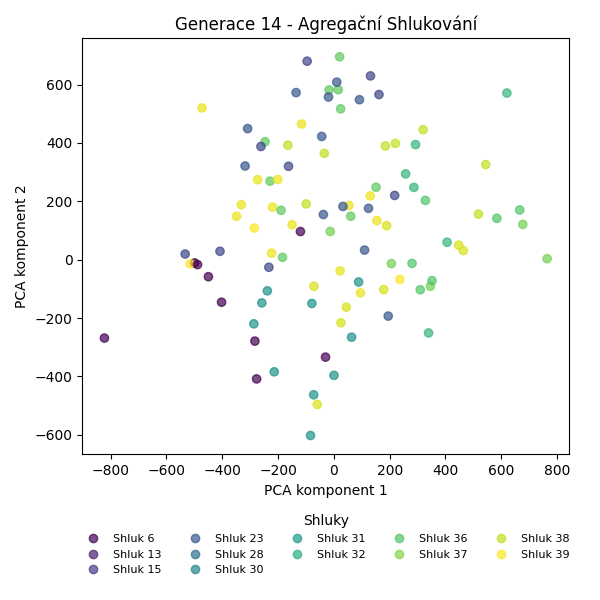 Generace 14 - Agregační Shlukování
PCA komponent 2
600
400
200
0
−200
−400
−600
−800 −600 −400 −200 0 200 400 600 800
PCA komponent 1
Shluky
Shluk 6 Shluk 23 Shluk 31 Shluk 36 Shluk 38
Shluk 13 Shluk 28 Shluk 32 Shluk 37 Shluk 39
Shluk 15 Shluk 30